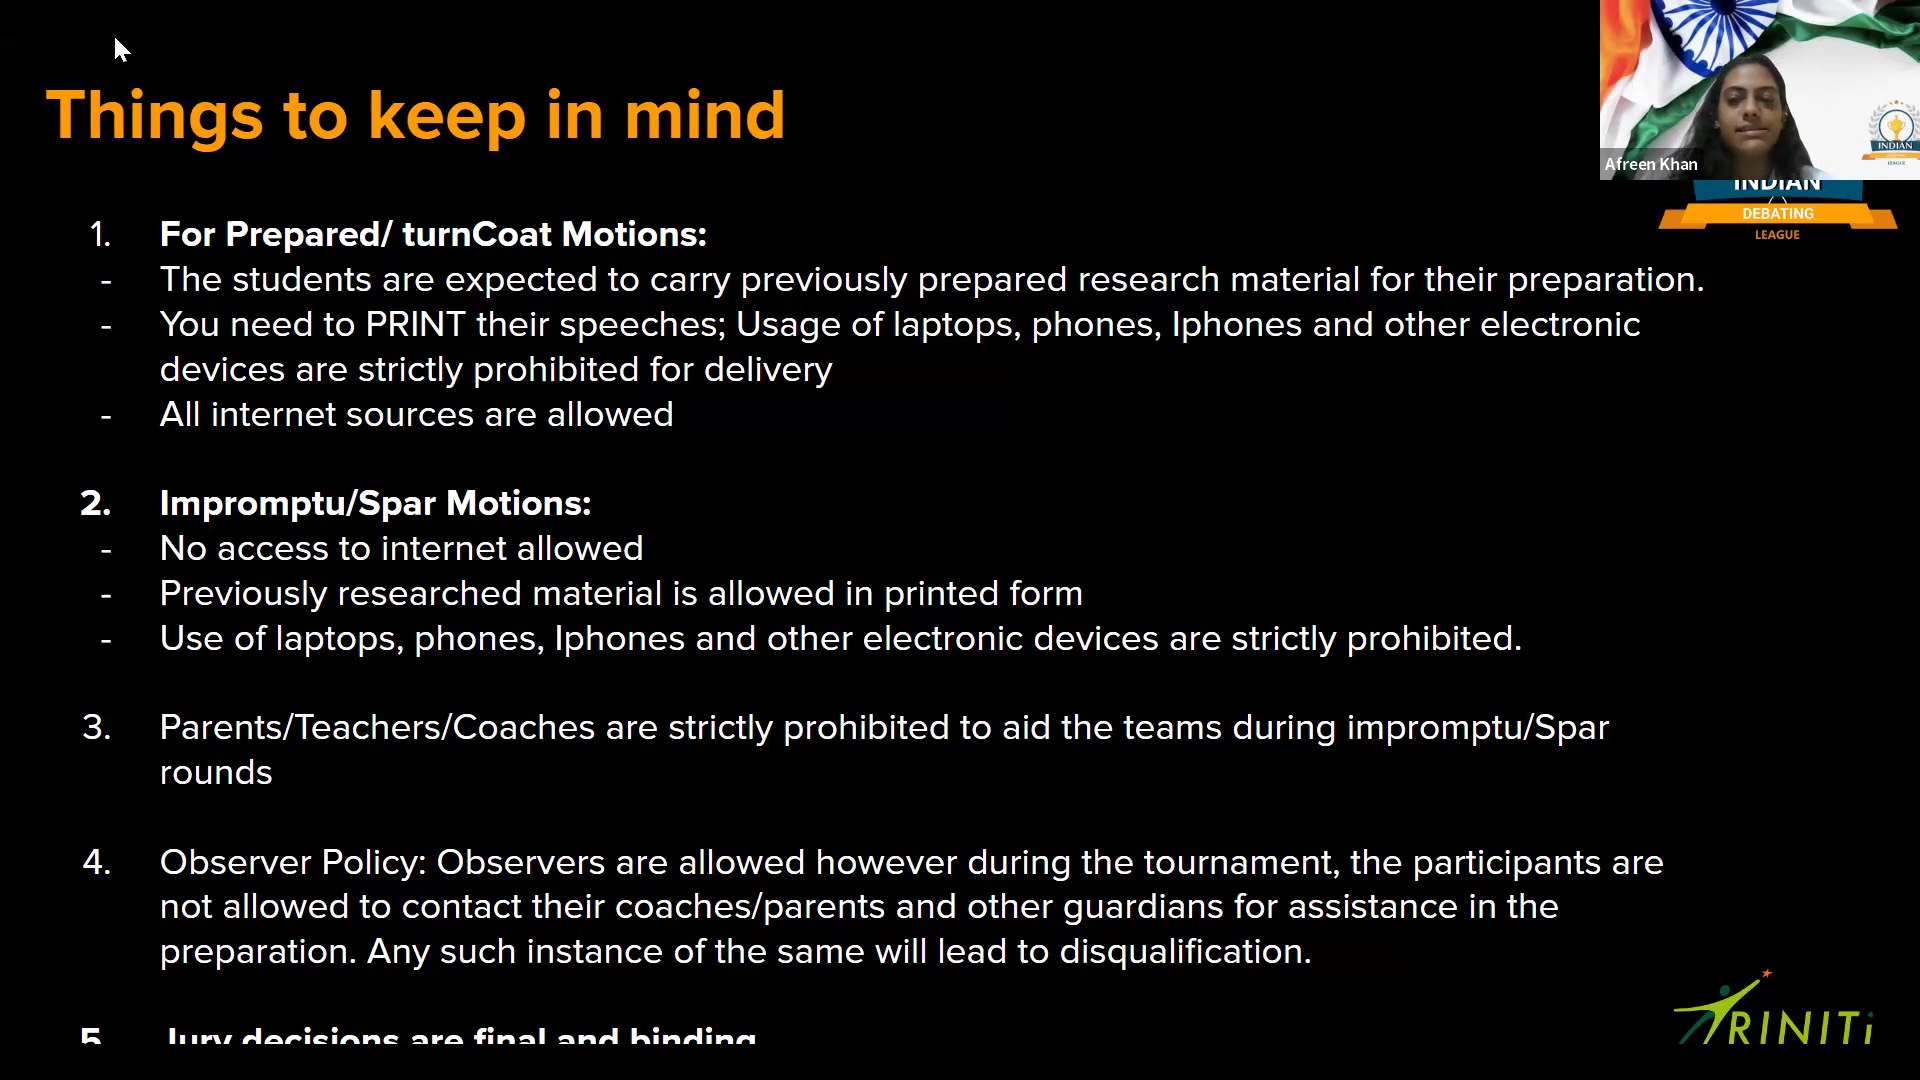 Things to keep in mind
Afreen Khan
INDIAN
LEAGUE
INDIAN
DEBATING
LEAGUE
1. For Prepared/ turnCoat Motions:
- The students are expected to carry previously prepared research material for their preparation.
- You need to PRINT their speeches; Usage of laptops, phones, Iphones and other electronic
devices are strictly prohibited for delivery
- All internet sources are allowed
2. Impromptu/Spar Motions:
- No access to internet allowed
- Previously researched material is allowed in printed form
- Use of laptops, phones, Iphones and other electronic devices are strictly prohibited.
3. Parents/Teachers/Coaches are strictly prohibited to aid the teams during impromptu/Spar
rounds
4. Observer Policy: Observers are allowed however during the tournament, the participants are
not allowed to contact their coaches/parents and other guardians for assistance in the
preparation. Any such instance of the same will lead to disqualification.
5. Jury decisions are final and binding
TRINITi